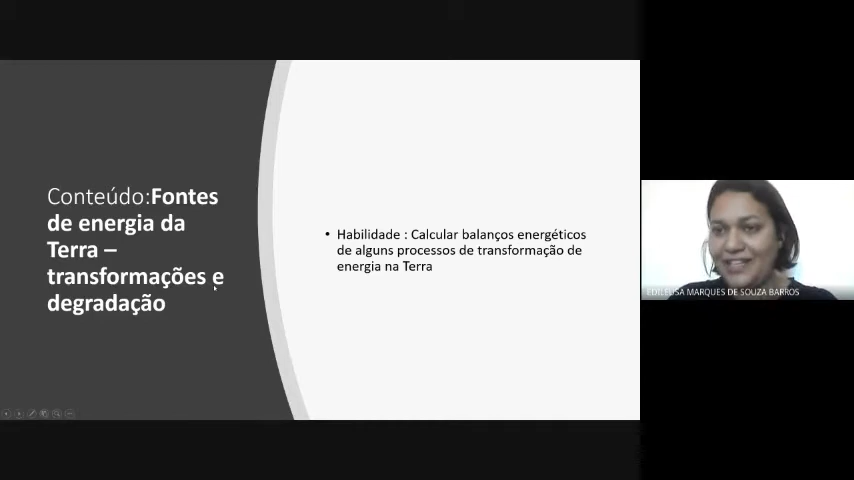 Conteúdo:Fontes
de energia da
Terra –
transformações e
degradação
• Habilidade : Calcular balanços energéticos
de alguns processos de transformação de
energia na Terra
EDILEUSA MARQUES DE SOUZA BARROS